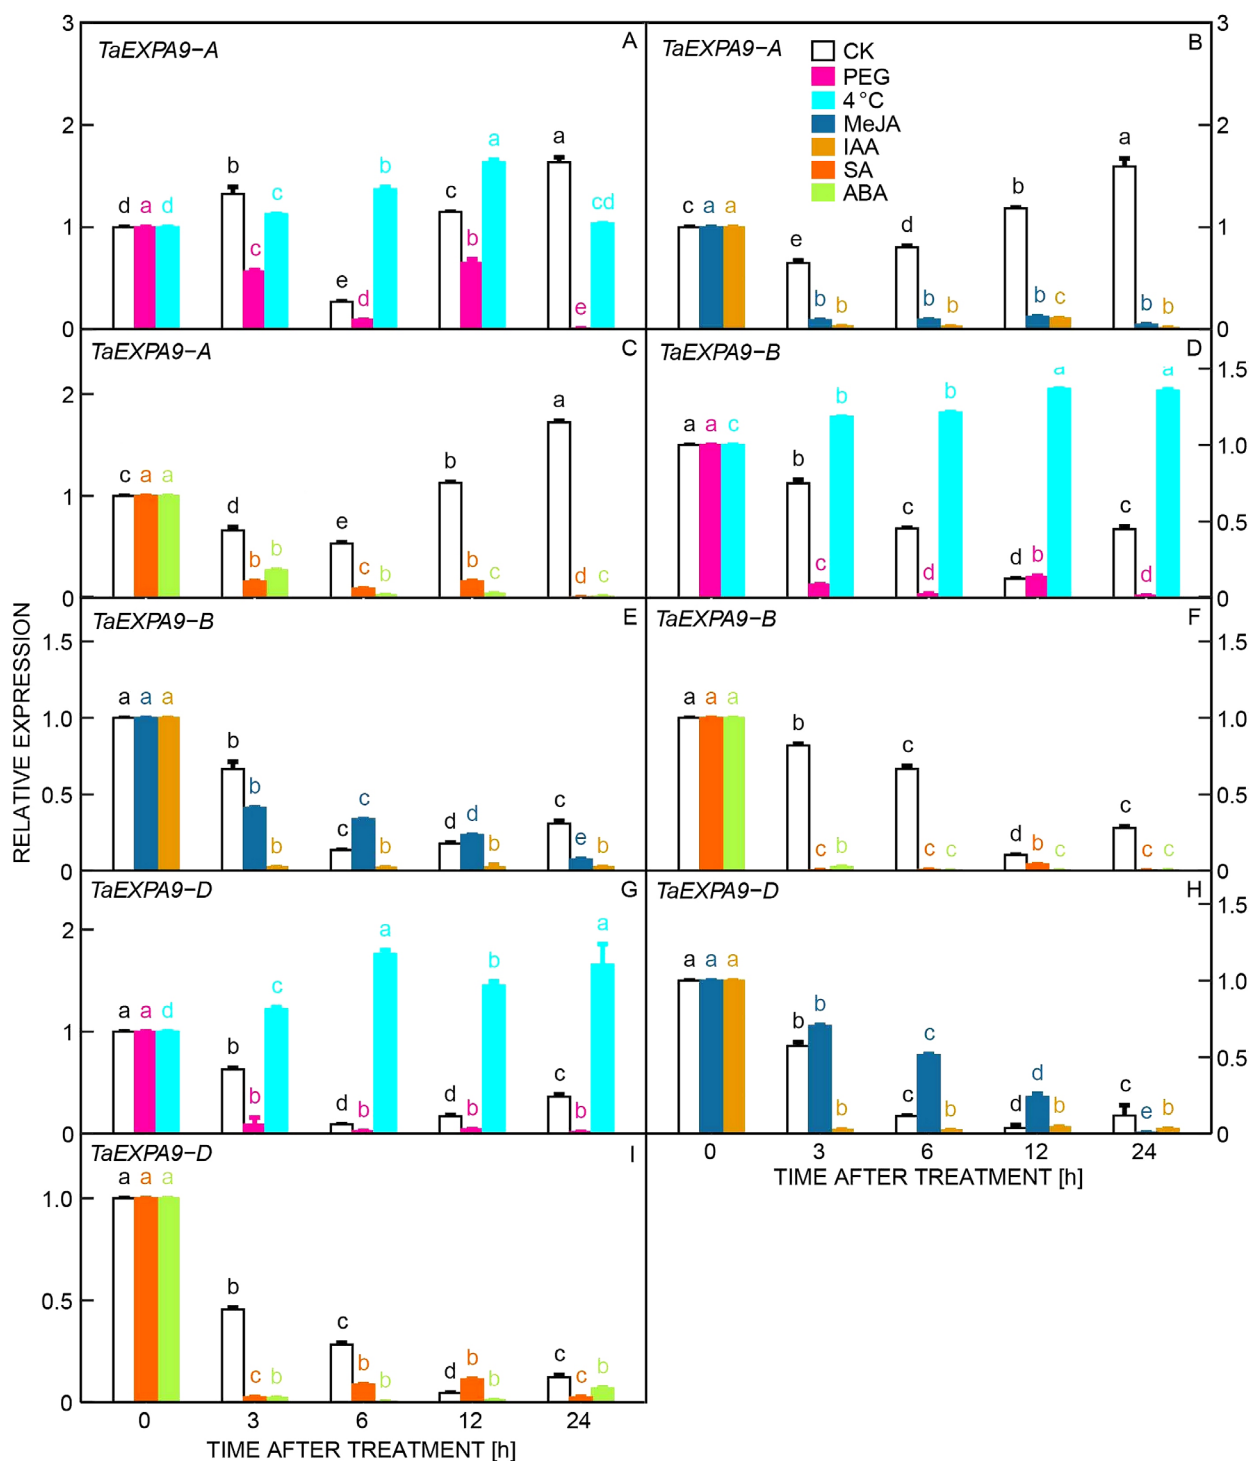 3
TaEXPA9−A
A
2
1
0
d a d
b
c
c
e
d
a
c
b
a
a
e
cd
TaEXPA9−A
B
3
CK
PEG
4 °C
MeJA
IAA
SA
ABA
2
1
0
c a a
e
b
b
d
b
b
b
b
c
a
b
b
TaEXPA9−A
C
2
1
0
c a a
d
b
b
e
c
b
b
b
c
a
d
c
TaEXPA9−B
D
1.5
1.0
0.5
0
a a c
b
c
b
c
d
b
d
b
a
c
d
a
RELATIVE EXPRESSION
TaEXPA9−B
E
1.5
1.0
0.5
0
a a a
b
b
b
c
c
b
d
d
b
c
e
b
TaEXPA9−B
F
1.5
1.0
0.5
0
a a a
b
c
b
c
c
c
d
b
c
c
c
c
TaEXPA9−D
G
2
1
0
a a d
b
b
c
d
b
a
d
b
b
c
b
a
TaEXPA9−D
H
1.5
1.0
0.5
0
a a a
b
b
b
c
c
b
d
d
b
c
e
b
0 3 6 12 24
TIME AFTER TREATMENT [h]
TaEXPA9−D
I
1.0
0.5
0
a a a
b
c
b
c
b
b
d
b
b
c
c
b
0 3 6 12 24
TIME AFTER TREATMENT [h]